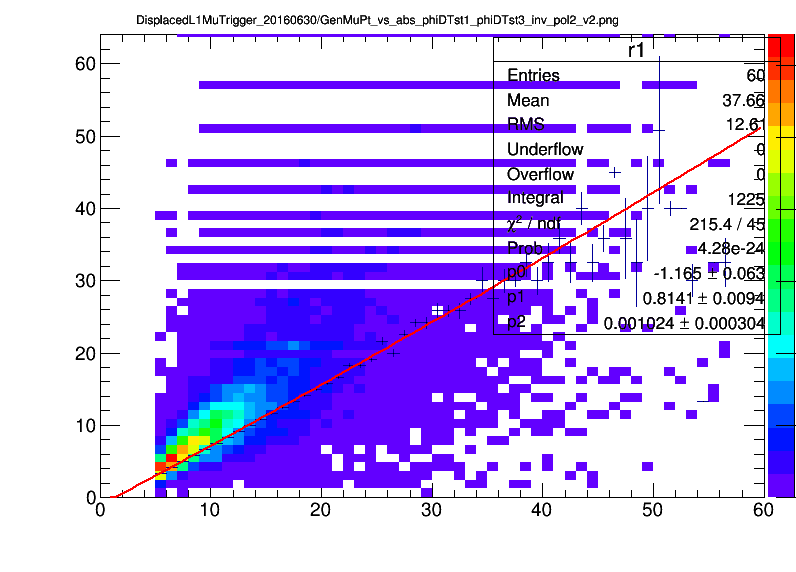 DisplacedL1MuTrigger_20160630/GenMuPt_vs_abs_phiDTst1_phiDTst3_inv_pol2_v2.png
r1
Entries 60
Mean 37.66
RMS 12.61
Underflow 0
Overflow 0
Integral 1225
χ² / ndf 215.4 / 45
Prob 4.28e-24
p0 -1.165 ± 0.063
p1 0.8141 ± 0.0094
p2 0.001024 ± 0.000304
60
50
40
30
20
10
0
0 10 20 30 40 50 60